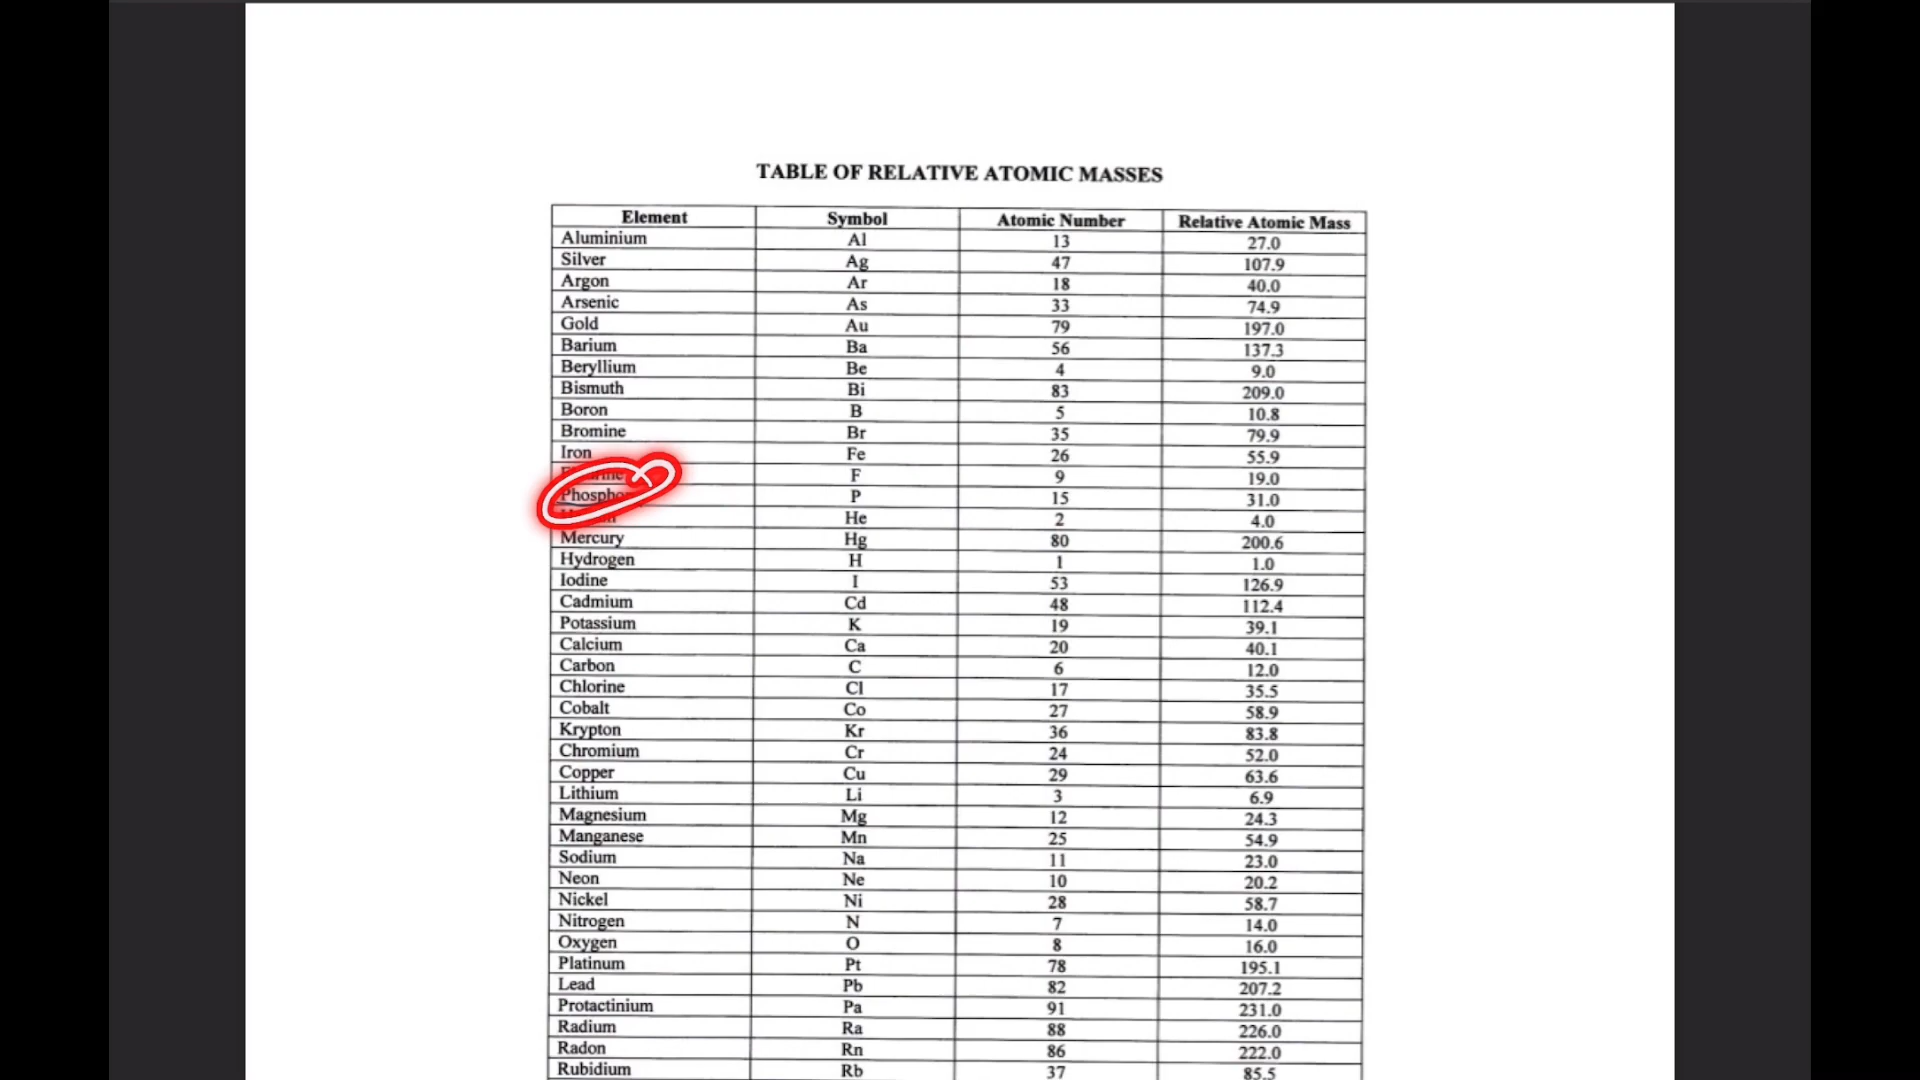 TABLE OF RELATIVE ATOMIC MASSES
Element Symbol Atomic Number Relative Atomic Mass
Aluminium Al 13 27.0
Silver Ag 47 107.9
Argon Ar 18 40.0
Arsenic As 33 74.9
Gold Au 79 197.0
Barium Ba 56 137.3
Beryllium Be 4 9.0
Bismuth Bi 83 209.0
Boron B 5 10.8
Bromine Br 35 79.9
Iron Fe 26 55.9
F 9 19.0
P 15 31.0
He 2 4.0
Mercury Hg 80 200.6
Hydrogen H 1 1.0
Iodine I 53 126.9
Cadmium Cd 48 112.4
Potassium K 19 39.1
Calcium Ca 20 40.1
Carbon C 6 12.0
Chlorine Cl 17 35.5
Cobalt Co 27 58.9
Krypton Kr 36 83.8
Chromium Cr 24 52.0
Copper Cu 29 63.6
Lithium Li 3 6.9
Magnesium Mg 12 24.3
Manganese Mn 25 54.9
Sodium Na 11 23.0
Neon Ne 10 20.2
Nickel Ni 28 58.7
Nitrogen N 7 14.0
Oxygen O 8 16.0
Platinum Pt 78 195.1
Lead Pb 82 207.2
Protactinium Pa 91 231.0
Radium Ra 88 226.0
Radon Rn 86 222.0
Rubidium Rb 37 85.5